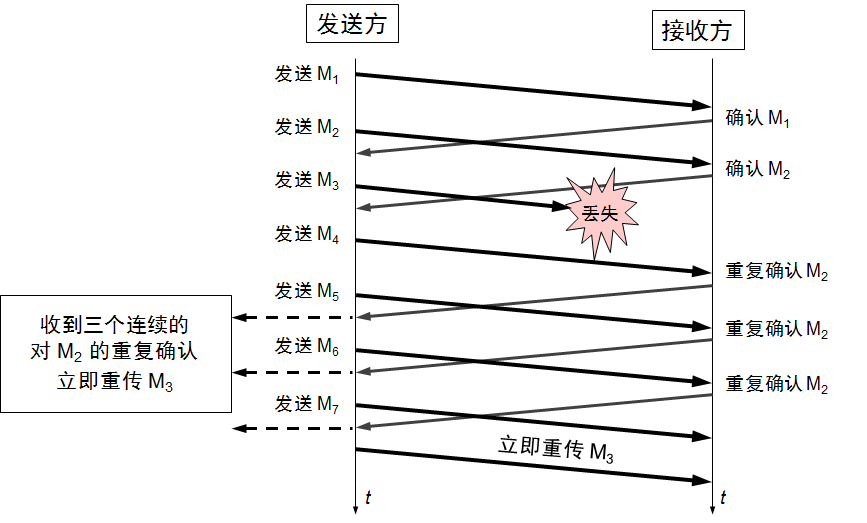 发送方
接收方
发送 M1
确认 M1
发送 M2
确认 M2
发送 M3
丢失
发送 M4
重复确认 M2
发送 M5
重复确认 M2
收到三个连续的
对 M2 的重复确认
立即重传 M3
发送 M6
重复确认 M2
发送 M7
立即重传 M3
t
t